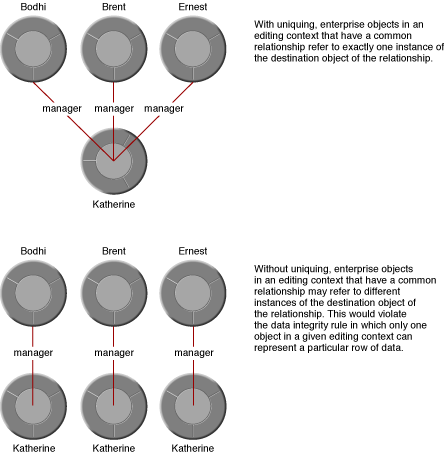 Bodhi Brent Ernest
With uniquing, enterprise objects in an
editing context that have a common
relationship refer to exactly one instance of
the destination object of the relationship.
manager manager manager
Katherine
Bodhi Brent Ernest
Without uniquing, enterprise objects
in an editing context that have a common
relationship may refer to different
instances of the destination object of
the relationship. This would violate
the data integrity rule in which only one
object in a given editing context can
represent a particular row of data.
manager manager manager
Katherine Katherine Katherine